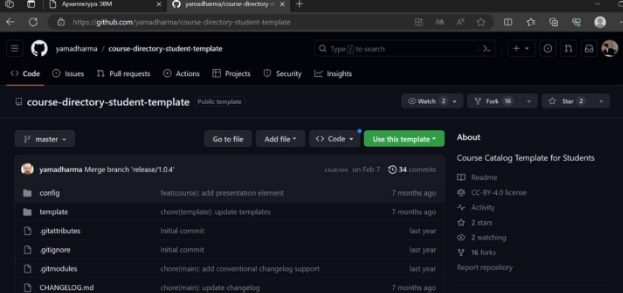 Архитектура ЭВМ
yamadharma/course-directory-s
https://github.com/yamadharma/course-directory-student-template
yamadharma / course-directory-student-template
Type / to search
Code
Issues
Pull requests
Actions
Projects
Security
Insights
course-directory-student-template
Public template
Watch 2
Fork 16
Star 2
master
Go to file
Add file
Code
Use this template
About
Course Catalog Template for Students
yamadharma Merge branch 'release/1.0.4'
on Feb 7
34 commits
config
feat(course): add presentation element
7 months ago
template
chore(template): update templates
7 months ago
.gitattributes
Initial commit
last year
.gitignore
Initial commit
last year
.gitmodules
chore(main): add conventional changelog support
last year
CHANGELOG.md
chore(main): update changelog
7 months ago
Readme
CC-BY-4.0 license
Activity
2 stars
2 watching
16 forks
Report repository